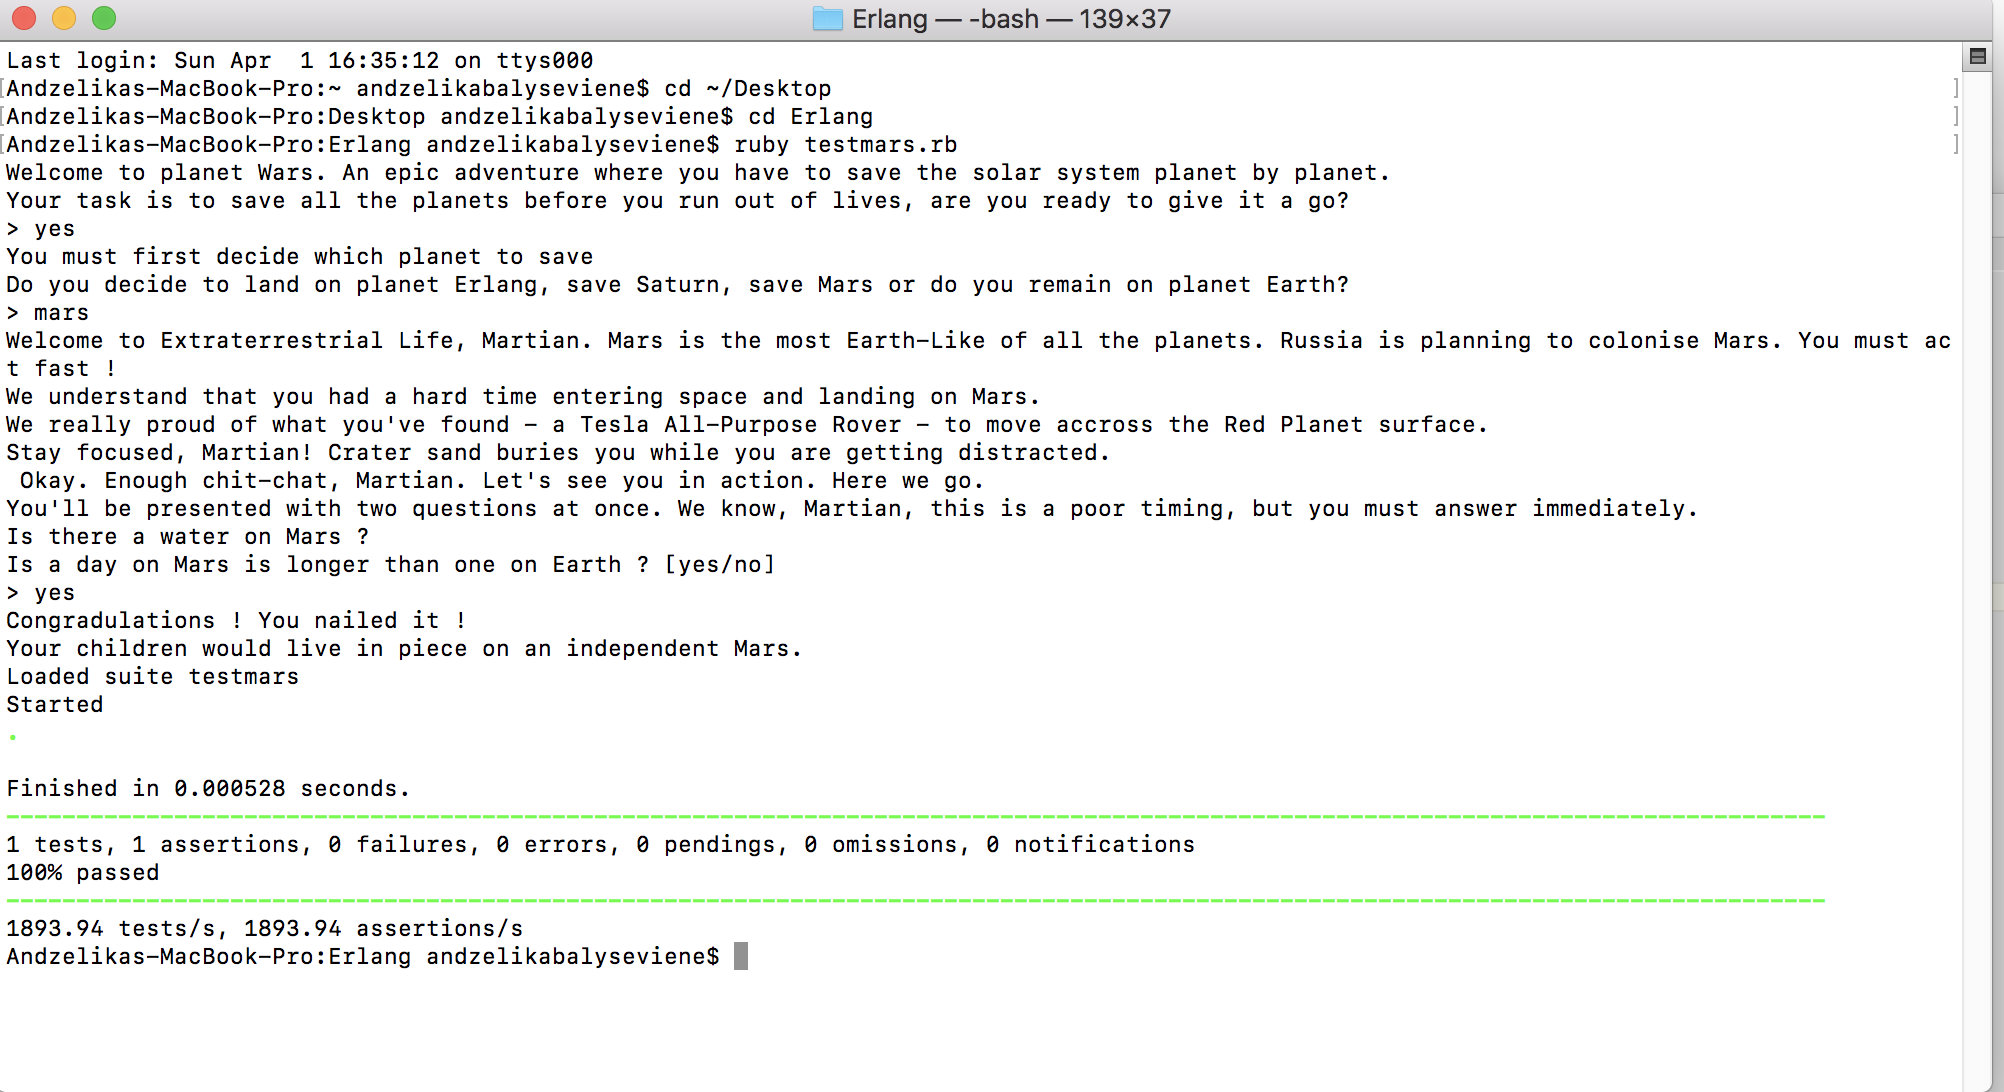 Erlang — -bash — 139×37
Last login: Sun Apr  1 16:35:12 on ttys000
[Andzelikas-MacBook-Pro:~ andzelikabalyseviene$ cd ~/Desktop ]
[Andzelikas-MacBook-Pro:Desktop andzelikabalyseviene$ cd Erlang ]
[Andzelikas-MacBook-Pro:Erlang andzelikabalyseviene$ ruby testmars.rb ]
Welcome to planet Wars. An epic adventure where you have to save the solar system planet by planet.
Your task is to save all the planets before you run out of lives, are you ready to give it a go?
> yes
You must first decide which planet to save
Do you decide to land on planet Erlang, save Saturn, save Mars or do you remain on planet Earth?
> mars
Welcome to Extraterrestrial Life, Martian. Mars is the most Earth-Like of all the planets. Russia is planning to colonise Mars. You must ac
t fast !
We understand that you had a hard time entering space and landing on Mars.
We really proud of what you've found - a Tesla All-Purpose Rover - to move accross the Red Planet surface.
Stay focused, Martian! Crater sand buries you while you are getting distracted.
 Okay. Enough chit-chat, Martian. Let's see you in action. Here we go.
You'll be presented with two questions at once. We know, Martian, this is a poor timing, but you must answer immediately.
Is there a water on Mars ?
Is a day on Mars is longer than one on Earth ? [yes/no]
> yes
Congradulations ! You nailed it !
Your children would live in piece on an independent Mars.
Loaded suite testmars
Started
.
Finished in 0.000528 seconds.
----------------------------------------------------------------------------------------------------------------------------------
1 tests, 1 assertions, 0 failures, 0 errors, 0 pendings, 0 omissions, 0 notifications
100% passed
----------------------------------------------------------------------------------------------------------------------------------
1893.94 tests/s, 1893.94 assertions/s
Andzelikas-MacBook-Pro:Erlang andzelikabalyseviene$